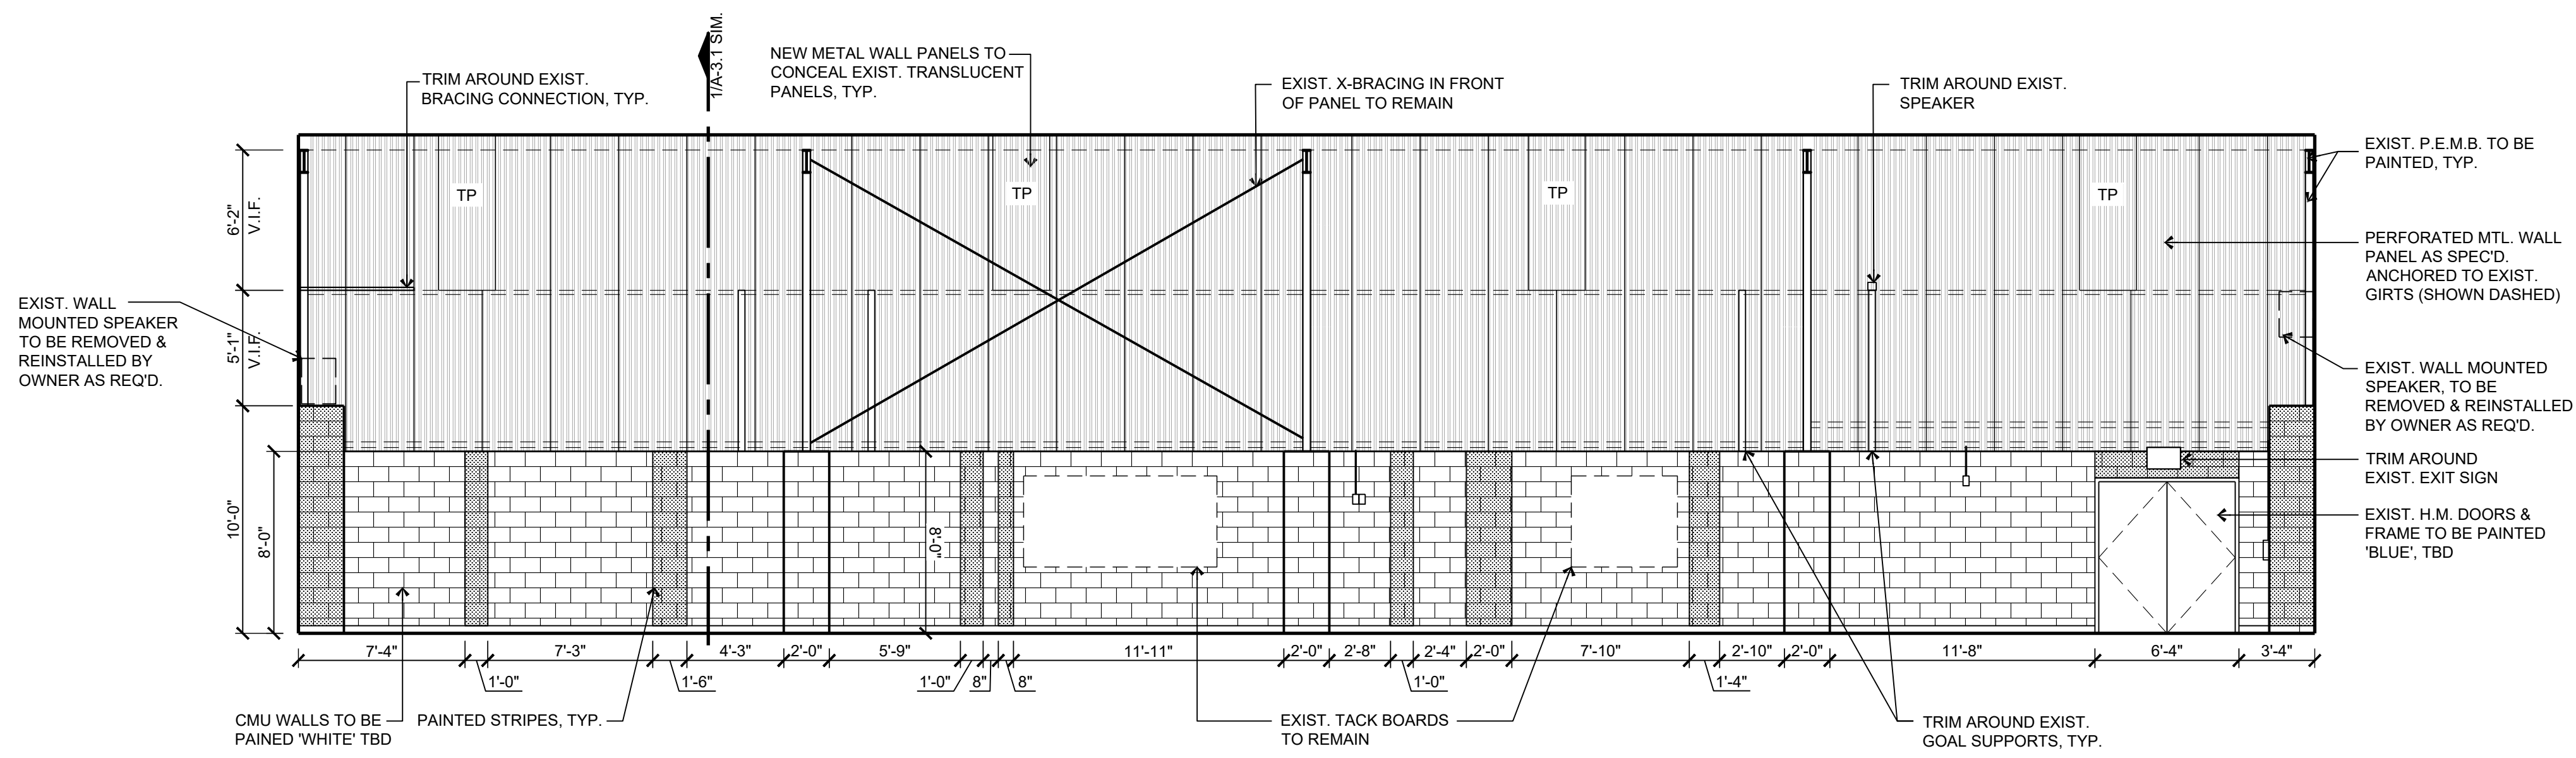 1/A-3.1 SIM.
TRIM AROUND EXIST.
BRACING CONNECTION, TYP.
NEW METAL WALL PANELS TO
CONCEAL EXIST. TRANSLUCENT
PANELS, TYP.
EXIST. X-BRACING IN FRONT
OF PANEL TO REMAIN
TRIM AROUND EXIST.
SPEAKER
EXIST. P.E.M.B. TO BE
PAINTED, TYP.
TP
TP
TP
TP
6'-2"
V.I.F.
5'-1"
V.I.F.
10'-0"
8'-0"
8'-0"
EXIST. WALL
MOUNTED SPEAKER
TO BE REMOVED &
REINSTALLED BY
OWNER AS REQ'D.
PERFORATED MTL. WALL
PANEL AS SPEC'D.
ANCHORED TO EXIST.
GIRTS (SHOWN DASHED)
EXIST. WALL MOUNTED
SPEAKER, TO BE
REMOVED & REINSTALLED
BY OWNER AS REQ'D.
TRIM AROUND
EXIST. EXIT SIGN
EXIST. H.M. DOORS &
FRAME TO BE PAINTED
'BLUE', TBD
7'-4"
7'-3"
4'-3"
2'-0"
5'-9"
11'-11"
2'-0"
2'-8"
2'-4"
2'-0"
7'-10"
2'-10"
2'-0"
11'-8"
6'-4"
3'-4"
1'-0"
1'-6"
1'-0"
8"
8"
1'-0"
1'-4"
CMU WALLS TO BE
PAINED 'WHITE' TBD
PAINTED STRIPES, TYP.
EXIST. TACK BOARDS
TO REMAIN
TRIM AROUND EXIST.
GOAL SUPPORTS, TYP.